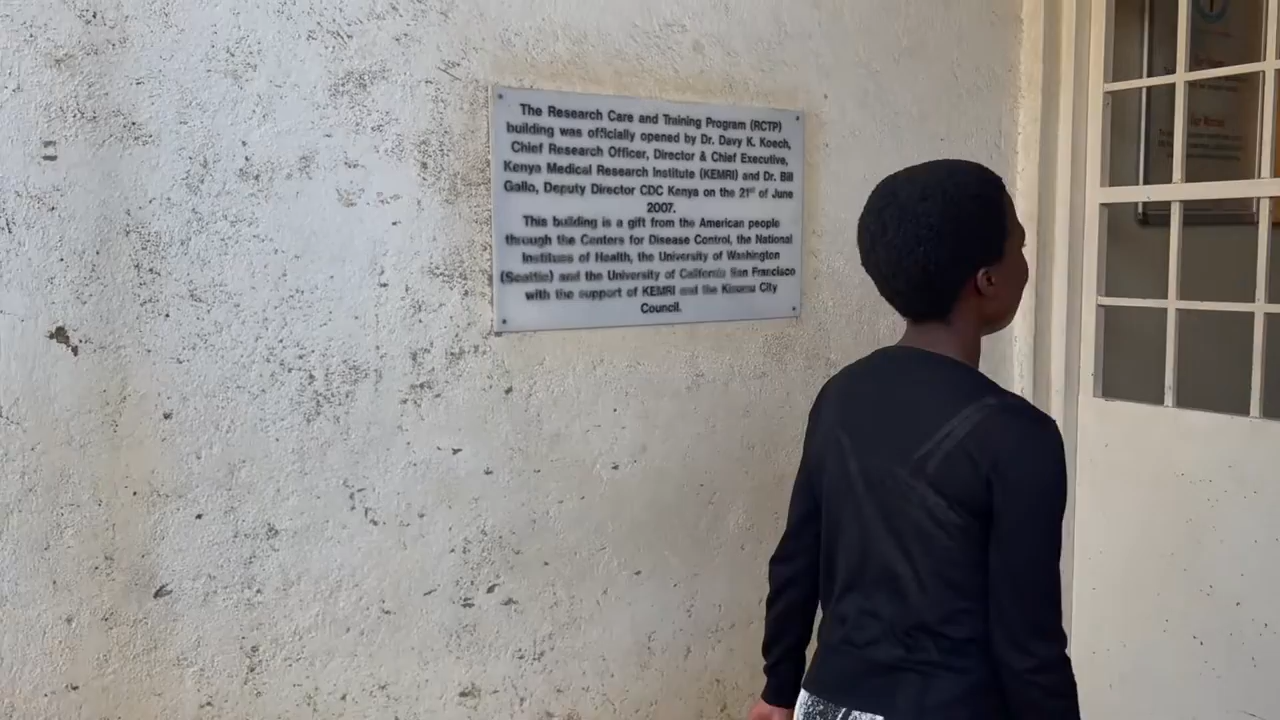 The Research Care and Training Program (RCTP)
building was officially opened by Dr. Davy K. Koech,
Chief Research Officer, Director & Chief Executive,
Kenya Medical Research Institute (KEMRI) and Dr. Bill
Gallo, Deputy Director CDC Kenya on the 21st of June
2007.
This building is a gift from the American people
through the Centers for Disease Control, the National
Institues of Health, the University of Washington
(Seattle) and the University of California San Francisco
with the support of KEMRI and the Kisumu City
Council.